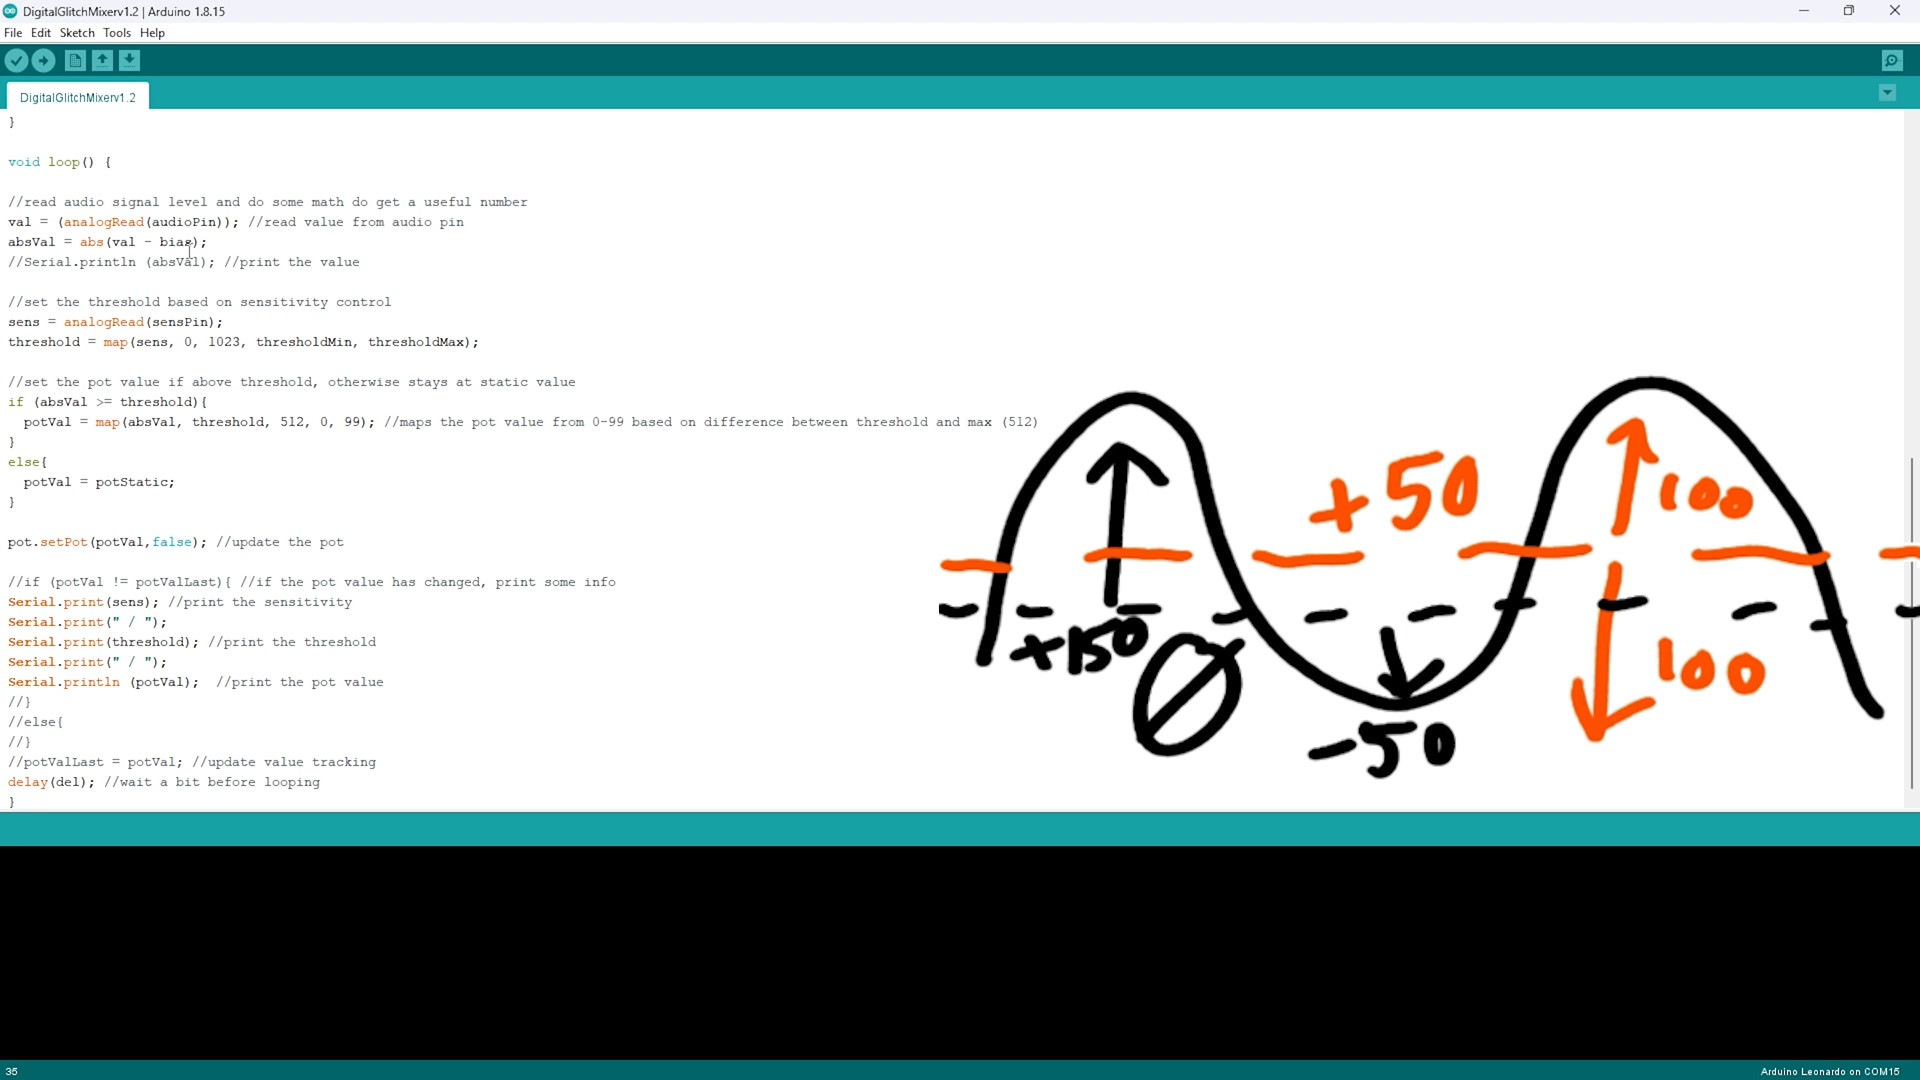 DigitalGlitchMixerv1.2 | Arduino 1.8.15
File Edit Sketch Tools Help
DigitalGlitchMixerv1.2
}
void loop() {
//read audio signal level and do some math do get a useful number
val = (analogRead(audioPin)); //read value from audio pin
absVal = abs(val - bias);
//Serial.println (absVal); //print the value
//set the threshold based on sensitivity control
sens = analogRead(sensPin);
threshold = map(sens, 0, 1023, thresholdMin, thresholdMax);
//set the pot value if above threshold, otherwise stays at static value
if (absVal >= threshold){
potVal = map(absVal, threshold, 512, 0, 99); //maps the pot value from 0-99 based on difference between threshold and max (512)
}
else{
potVal = potStatic;
}
pot.setPot(potVal,false); //update the pot
//if (potVal != potValLast){ //if the pot value has changed, print some info
Serial.print(sens); //print the sensitivity
Serial.print(" / ");
Serial.print(threshold); //print the threshold
Serial.print(" / ");
Serial.println (potVal); //print the pot value
//}
//else{
//}
//potValLast = potVal; //update value tracking
delay(del); //wait a bit before looping
}
+50
100
+150
100
-50
35
Arduino Leonardo on COM15